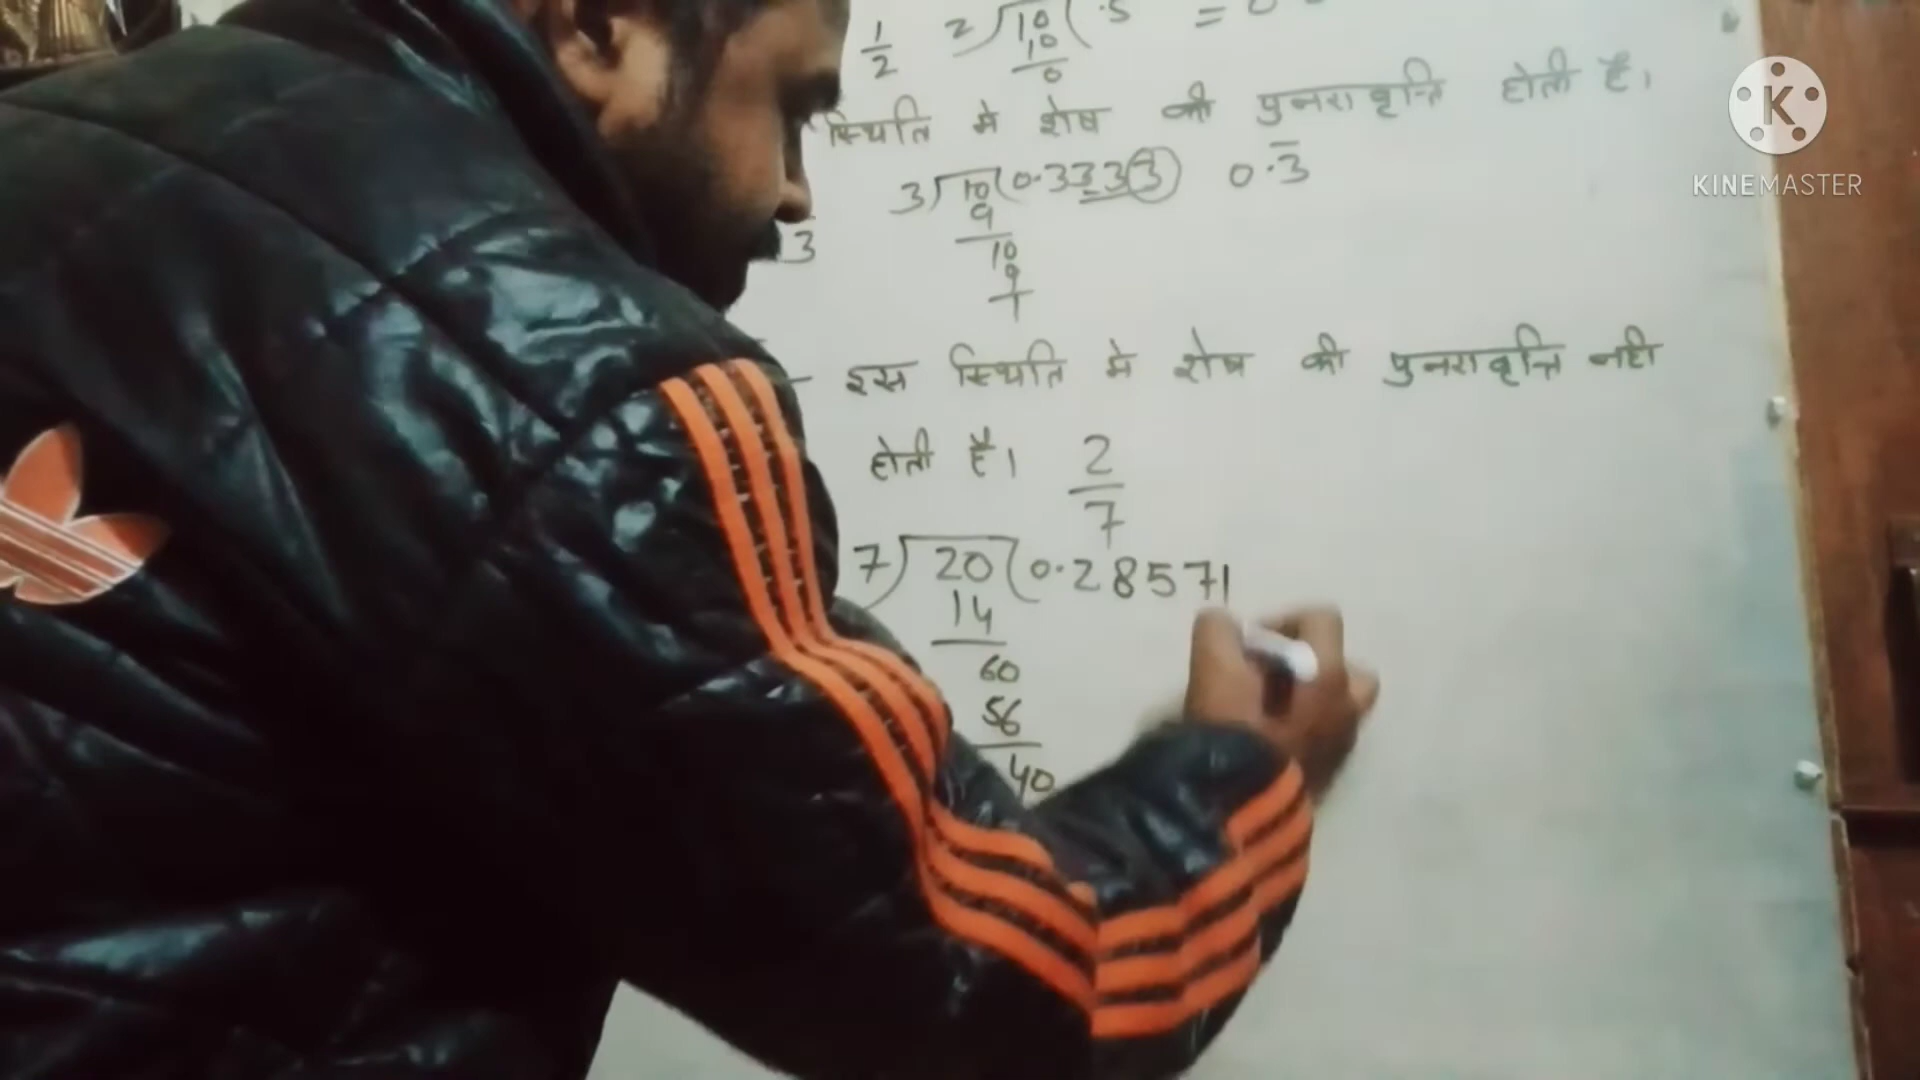 1/2 2)10(.5 = 0
10
0
स्थिति मे शेष की पुनरावृत्ति होती है।
3)10(0.3333 0.3̅
9
10
9
1
3
- इस स्थिति मे शेष की पुनरावृत्ति नही
होती है। 2/7
7)20(0.28571
14
60
56
40
K
KINEMASTER